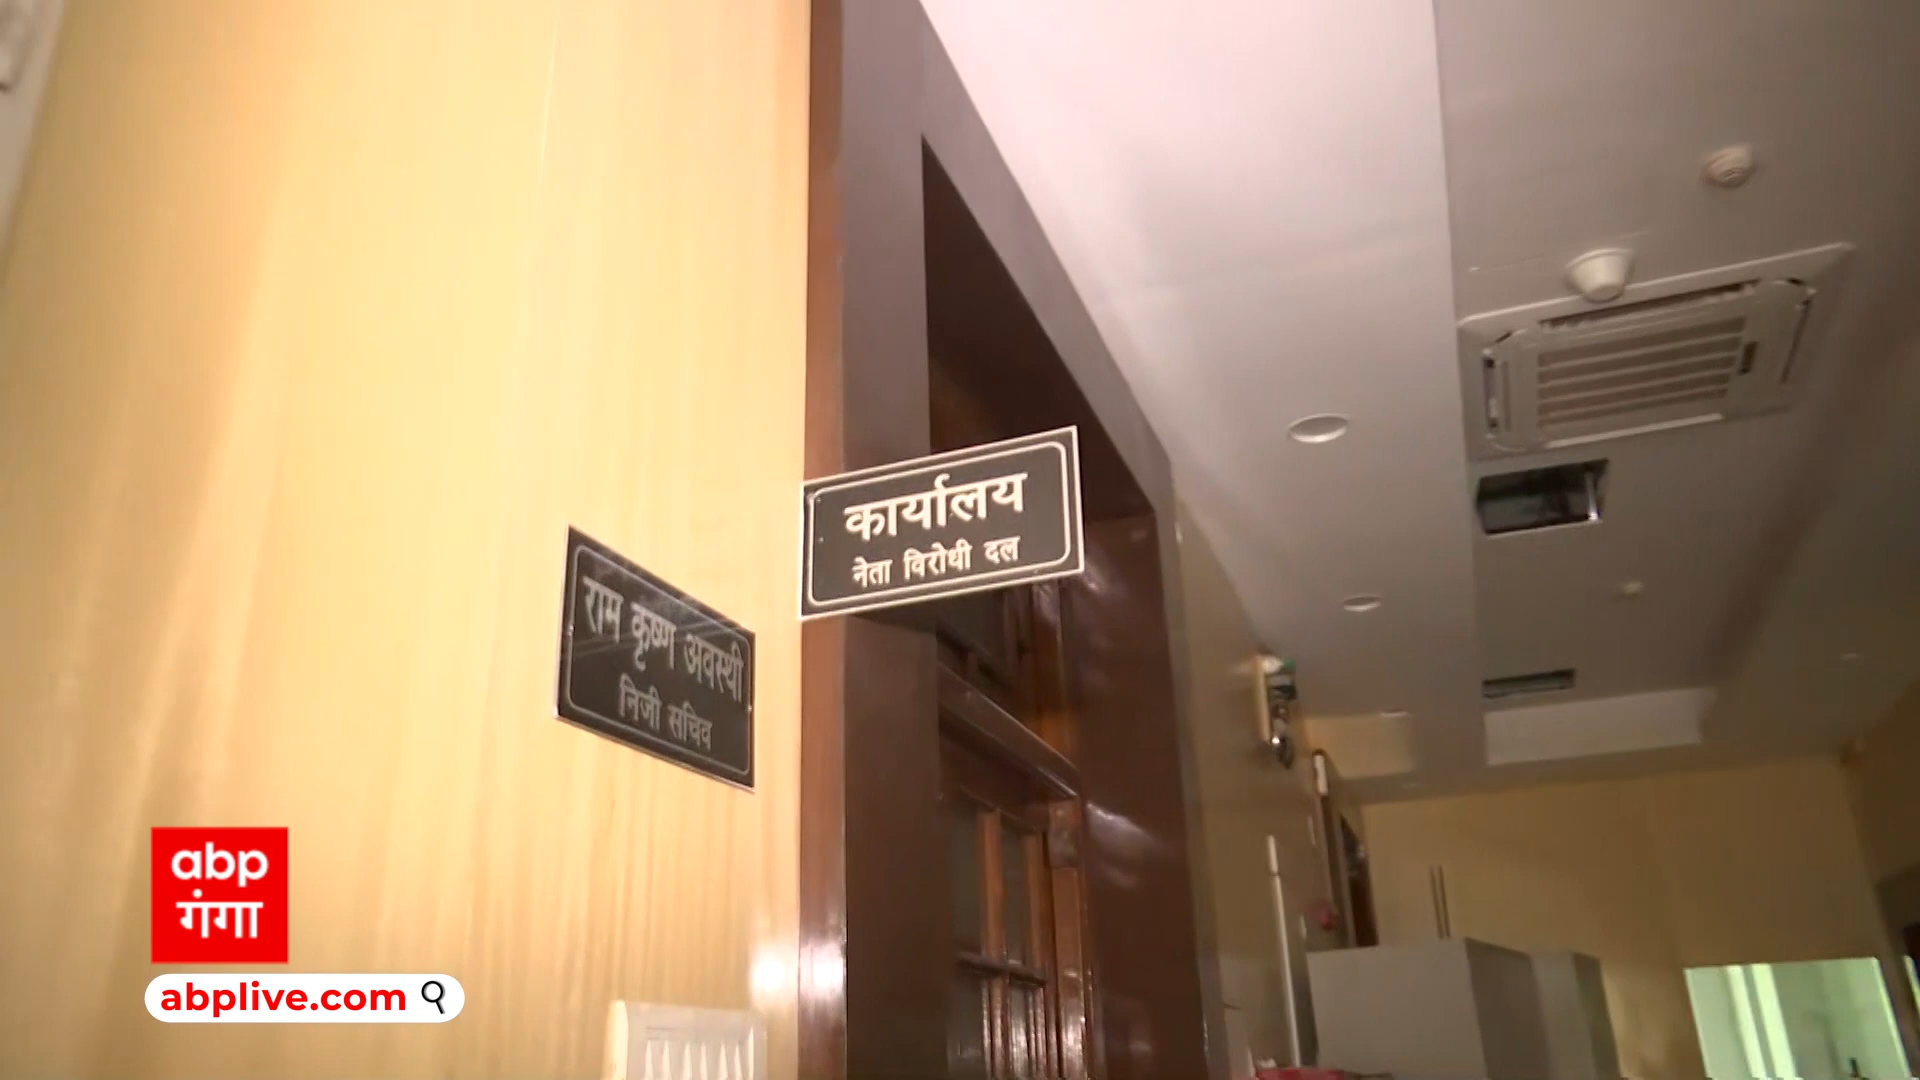 कार्यालय
नेता विरोधी दल
राम कृष्ण अवस्थी
निजी सचिव
abp
गंगा
abplive.com